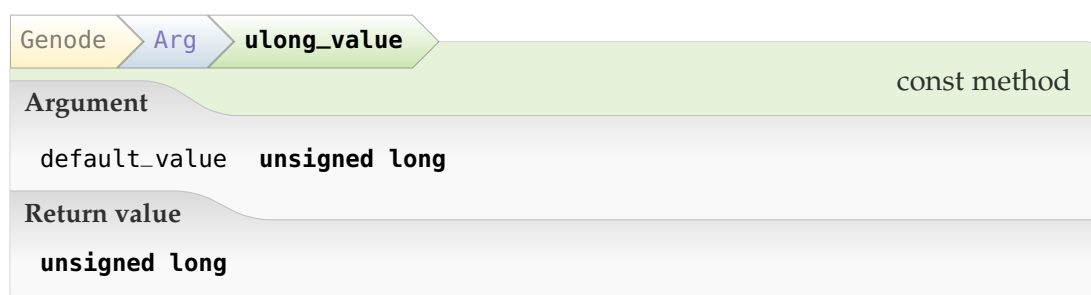 Genode Arg ulong_value
const method
Argument
default_value unsigned long
Return value
unsigned long